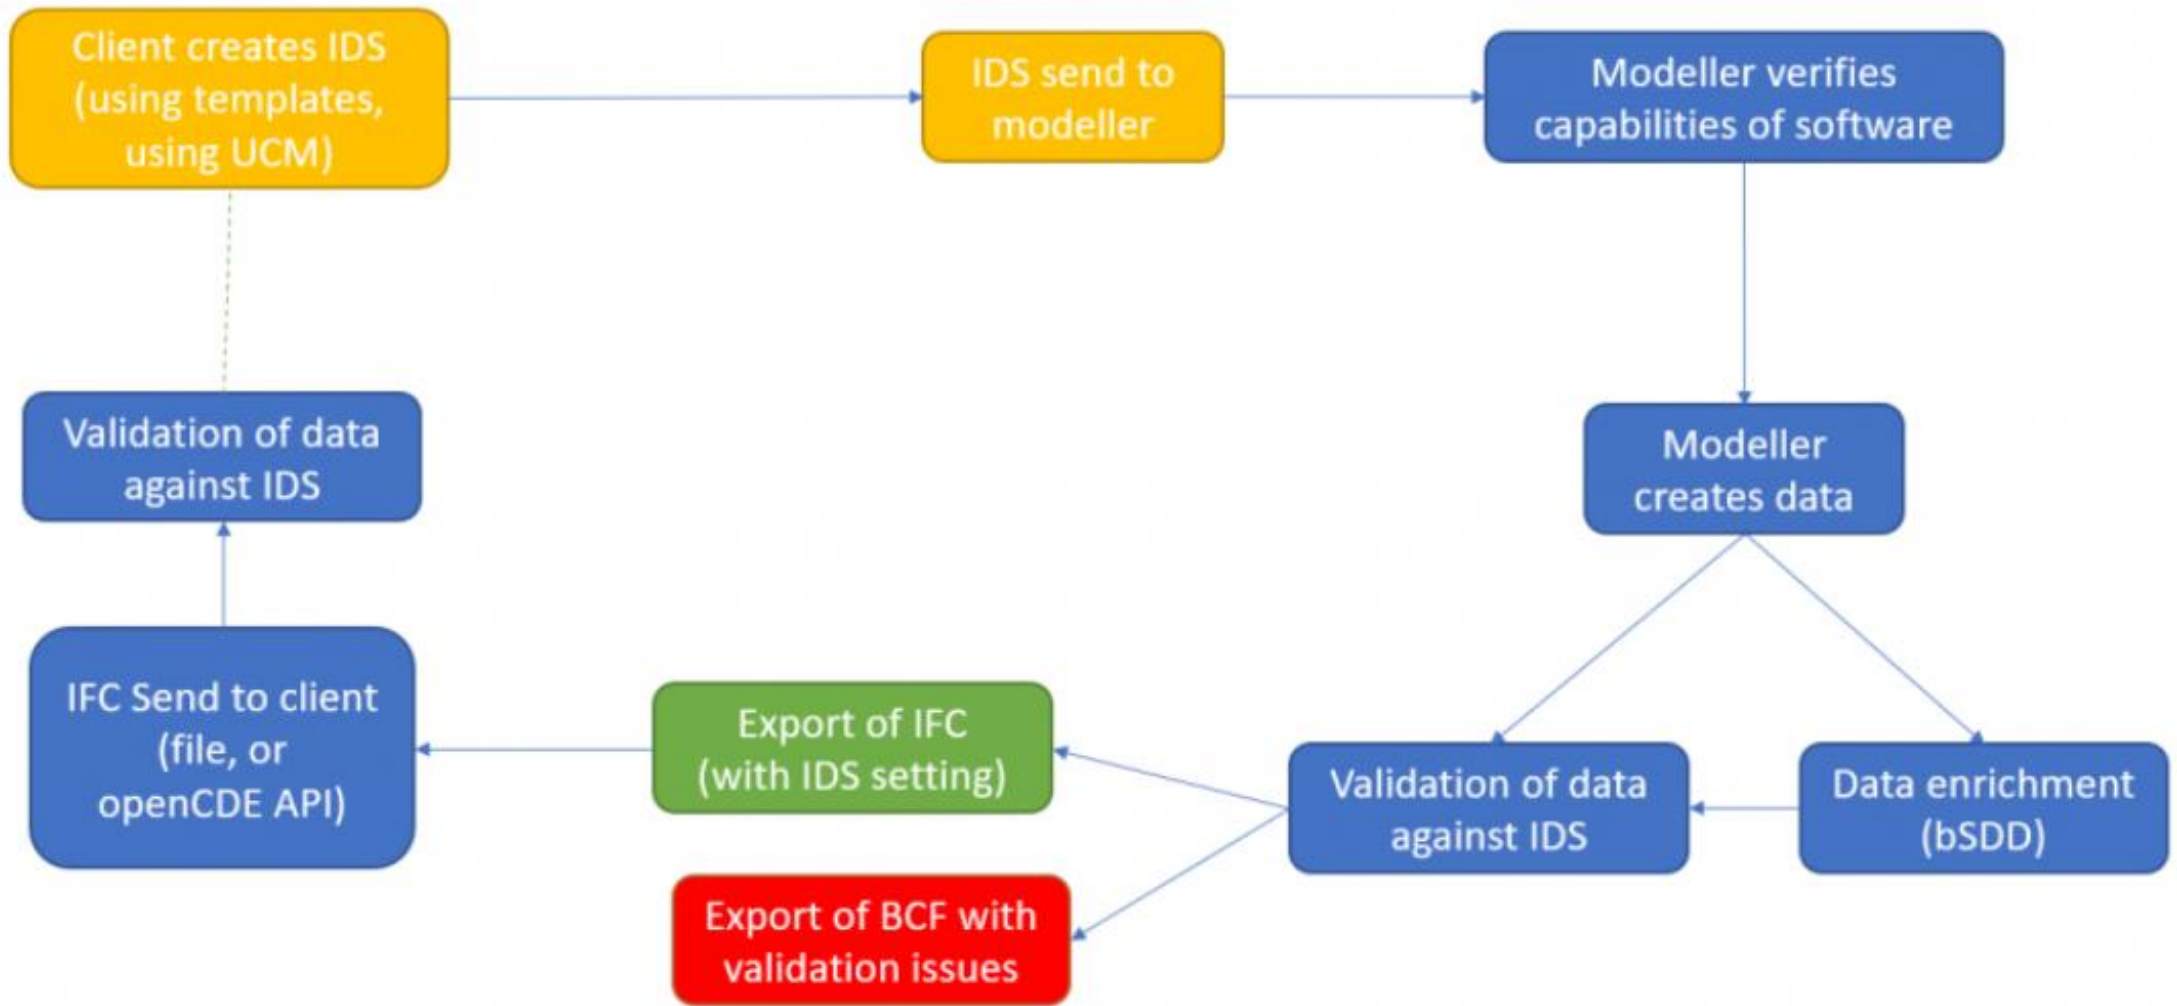 Client creates IDS
(using templates,
using UCM)
IDS send to
modeller
Modeller verifies
capabilities of software
Modeller
creates data
Validation of data
against IDS
IFC Send to client
(file, or
openCDE API)
Export of IFC
(with IDS setting)
Validation of data
against IDS
Data enrichment
(bSDD)
Export of BCF with
validation issues